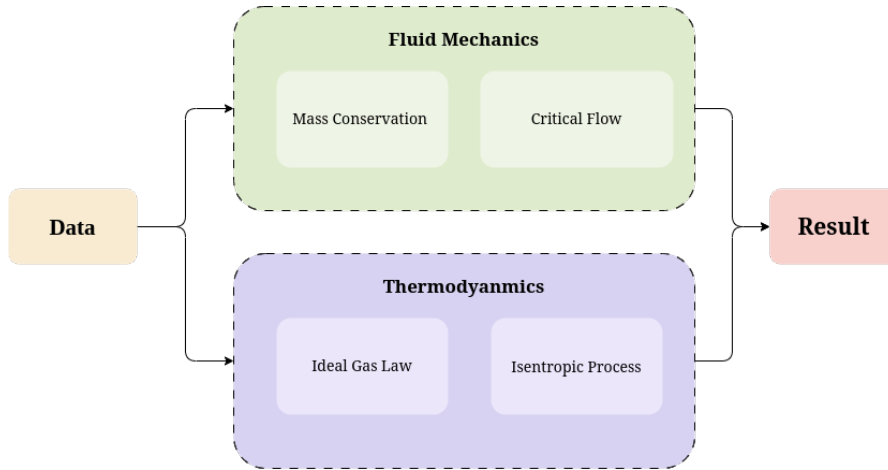 Fluid Mechanics
Mass Conservation
Critical Flow
Data
Result
Thermodyanmics
Ideal Gas Law
Isentropic Process